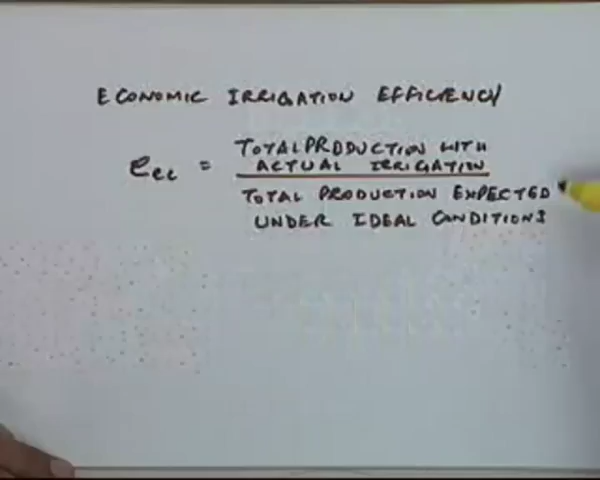 ECONOMIC IRRIGATION EFFICIENCY
TOTAL PRODUCTION WITH
ACTUAL IRRIGATION
eec =
TOTAL PRODUCTION EXPECTED
UNDER IDEAL CONDITIONS